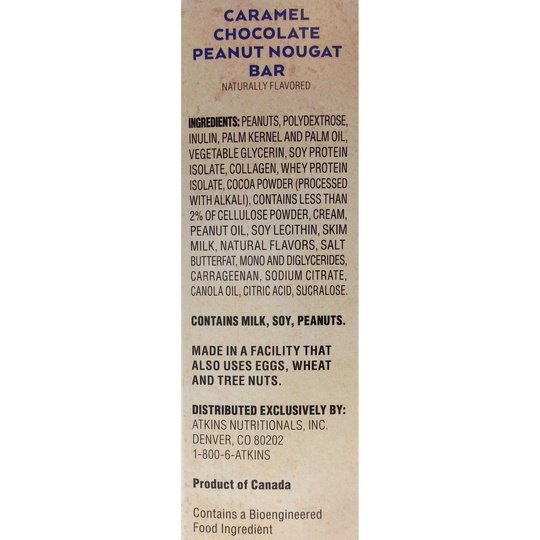 CARAMEL
CHOCOLATE
PEANUT NOUGAT
BAR
NATURALLY FLAVORED
INGREDIENTS: PEANUTS, POLYDEXTROSE,
INULIN, PALM KERNEL AND PALM OIL,
VEGETABLE GLYCERIN, SOY PROTEIN
ISOLATE, COLLAGEN, WHEY PROTEIN
ISOLATE, COCOA POWDER (PROCESSED
WITH ALKALI), CONTAINS LESS THAN
2% OF CELLULOSE POWDER, CREAM,
PEANUT OIL, SOY LECITHIN, SKIM
MILK, NATURAL FLAVORS, SALT
BUTTERFAT, MONO AND DIGLYCERIDES,
CARRAGEENAN, SODIUM CITRATE,
CANOLA OIL, CITRIC ACID, SUCRALOSE.
CONTAINS MILK, SOY, PEANUTS.
MADE IN A FACILITY THAT
ALSO USES EGGS, WHEAT
AND TREE NUTS.
DISTRIBUTED EXCLUSIVELY BY:
ATKINS NUTRITIONALS, INC.
DENVER, CO 80202
1-800-6-ATKINS
Product of Canada
Contains a Bioengineered
Food Ingredient